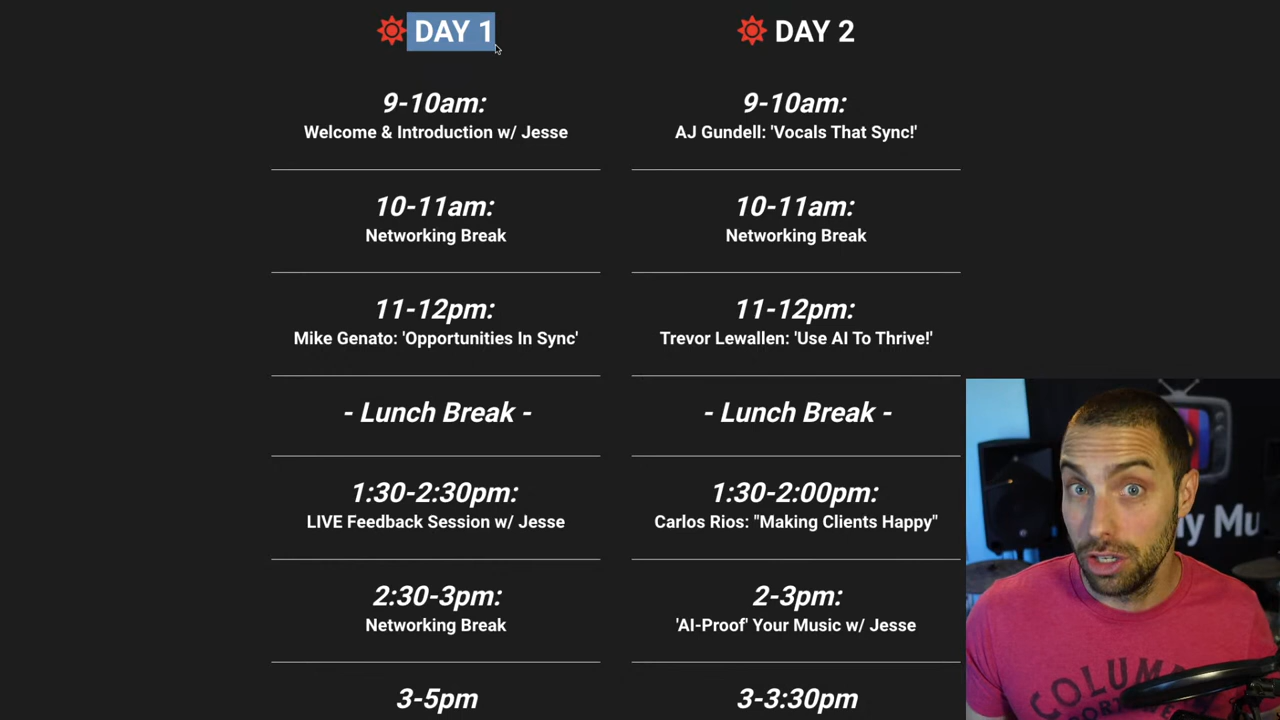 DAY 1
9-10am:
Welcome & Introduction w/ Jesse
10-11am:
Networking Break
11-12pm:
Mike Genato: 'Opportunities In Sync'
- Lunch Break -
1:30-2:30pm:
LIVE Feedback Session w/ Jesse
2:30-3pm:
Networking Break
3-5pm
DAY 2
9-10am:
AJ Gundell: 'Vocals That Sync!'
10-11am:
Networking Break
11-12pm:
Trevor Lewallen: 'Use AI To Thrive!'
- Lunch Break -
1:30-2:00pm:
Carlos Rios: "Making Clients Happy"
2-3pm:
'AI-Proof' Your Music w/ Jesse
3-3:30pm